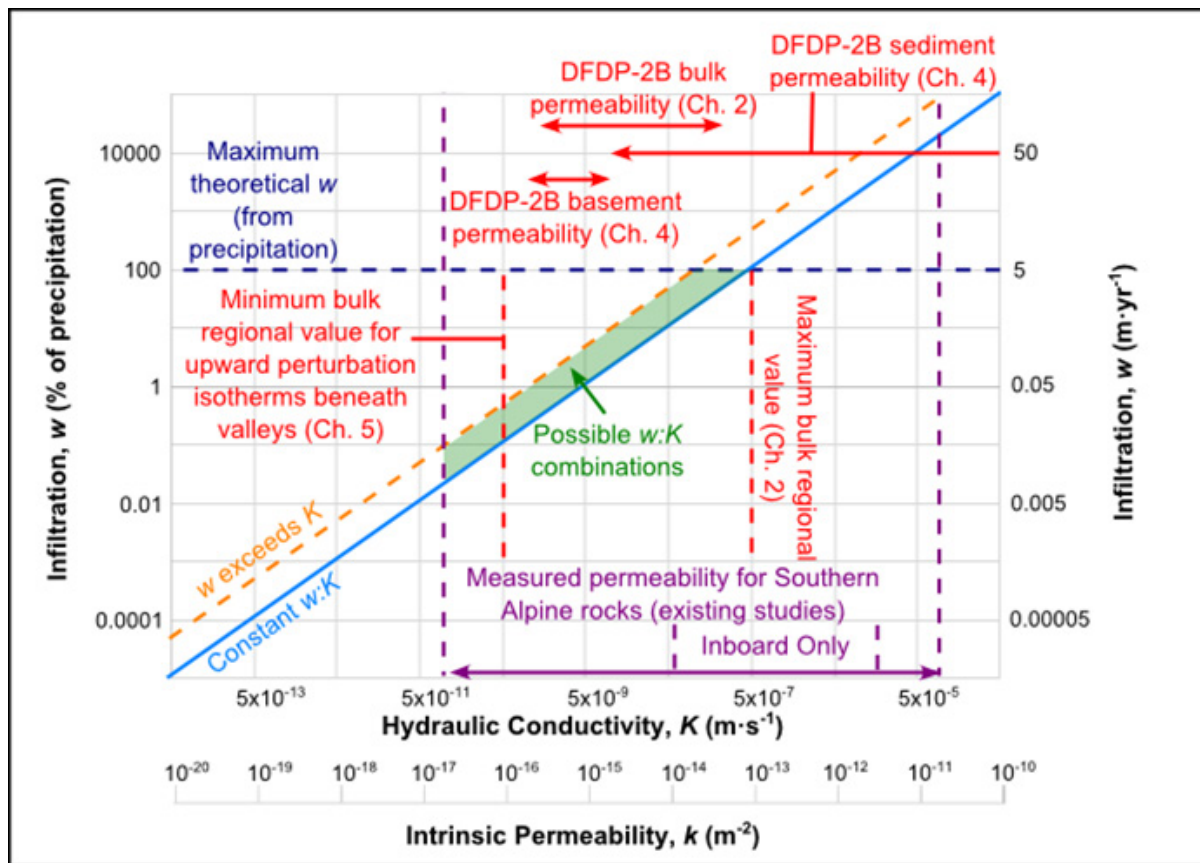 DFDP-2B sediment
permeability (Ch. 4)
DFDP-2B bulk
permeability (Ch. 2)
DFDP-2B basement
permeability (Ch. 4)
Maximum
theoretical w
(from
precipitation)
Minimum bulk
regional value for
upward perturbation
isotherms beneath
valleys (Ch. 5)
Possible w:K
combinations
Maximum bulk regional
value (Ch. 2)
w exceeds K
Constant w:K
Measured permeability for Southern
Alpine rocks (existing studies)
Inboard Only
Infiltration, w (% of precipitation)
10000
100
1
0.01
0.0001
50
5
0.05
0.005
0.00005
Infiltration, w (m·yr⁻¹)
5x10⁻¹³ 5x10⁻¹¹ 5x10⁻⁹ 5x10⁻⁷ 5x10⁻⁵
Hydraulic Conductivity, K (m·s⁻¹)
10⁻²⁰ 10⁻¹⁹ 10⁻¹⁸ 10⁻¹⁷ 10⁻¹⁶ 10⁻¹⁵ 10⁻¹⁴ 10⁻¹³ 10⁻¹² 10⁻¹¹ 10⁻¹⁰
Intrinsic Permeability, k (m⁻²)